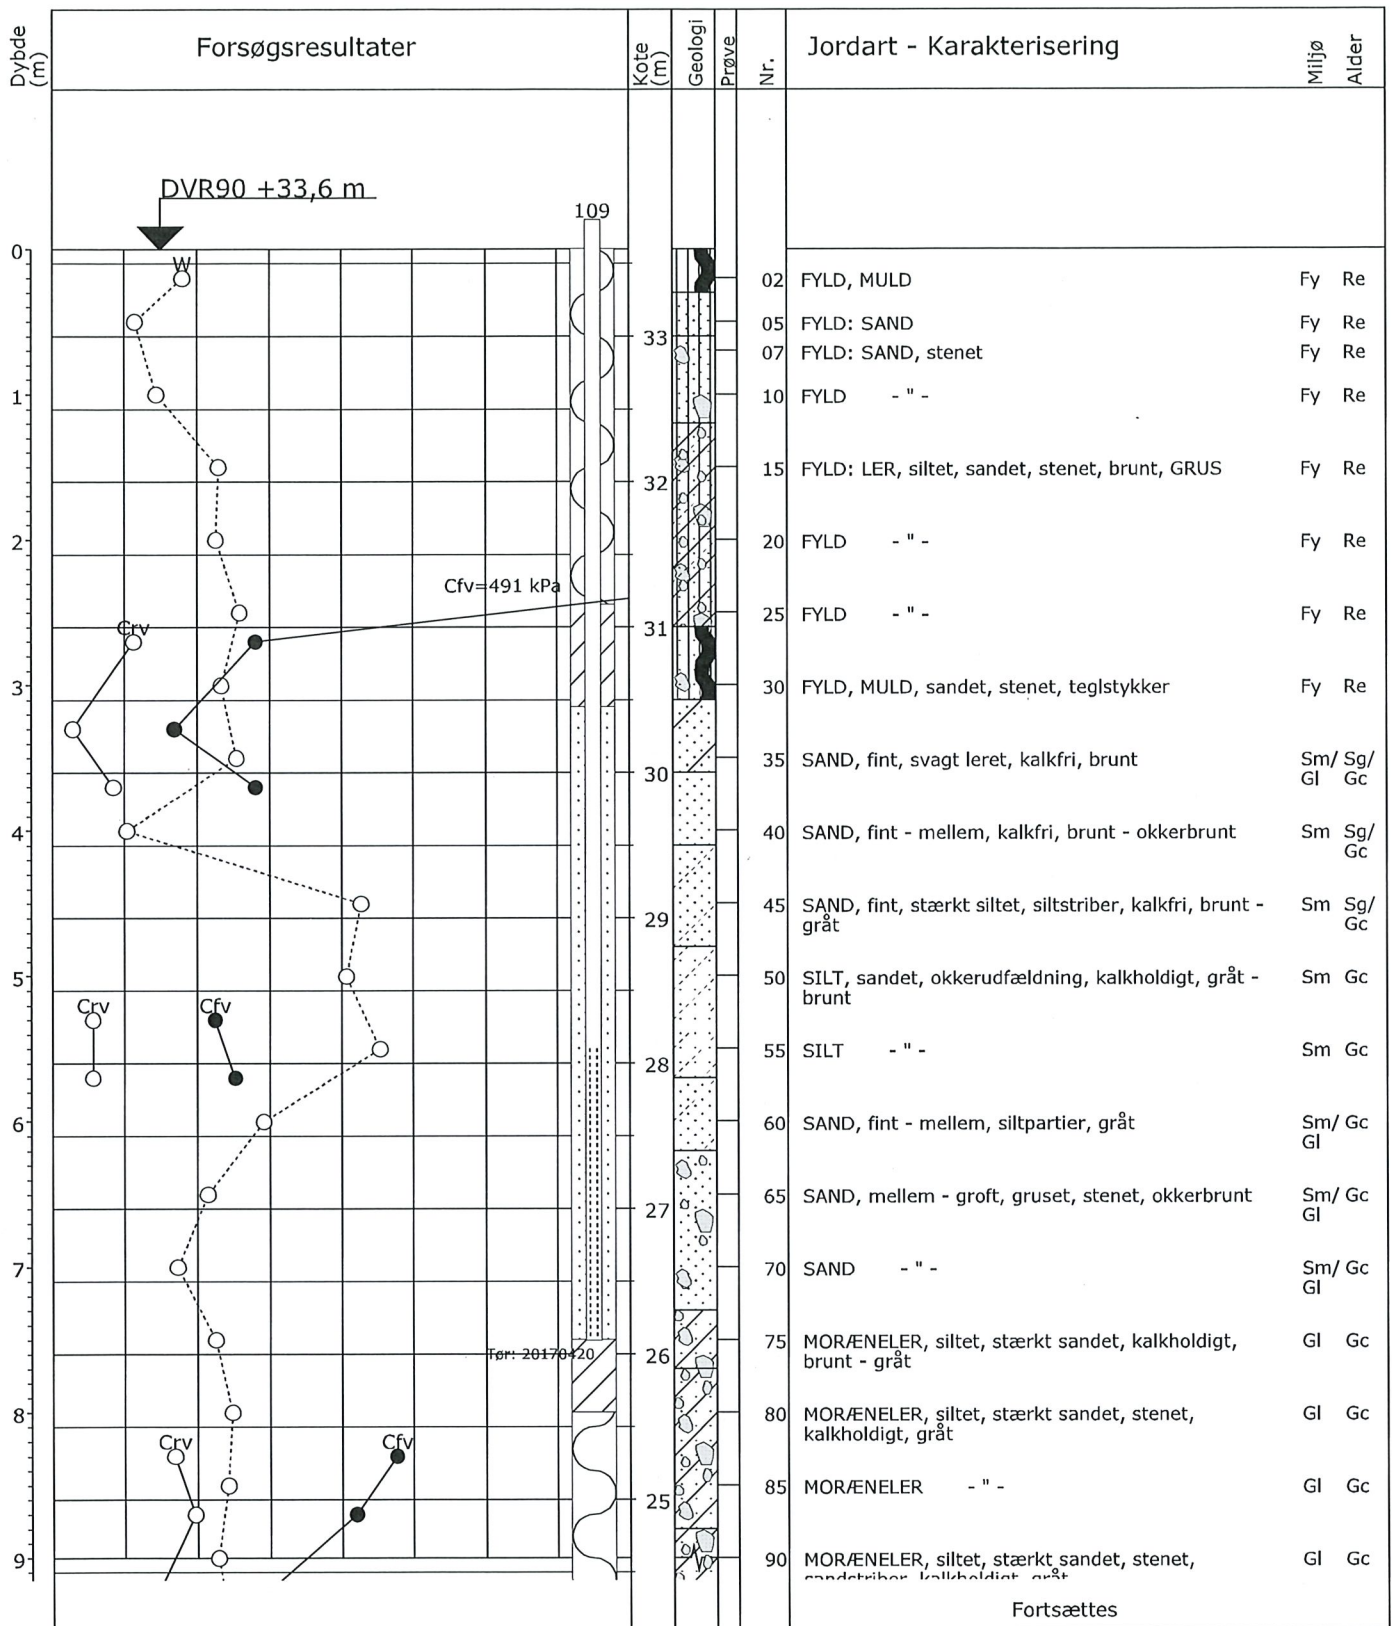 Dybde (m)
Forsøgsresultater
Kote (m)
Geologi
Prøve
Nr.
Jordart - Karakterisering
Miljø
Alder
DVR90 +33,6 m
109
0
W
02 FYLD, MULD Fy Re
05 FYLD: SAND Fy Re
33
07 FYLD: SAND, stenet Fy Re
1
10 FYLD - " - Fy Re
15 FYLD: LER, siltet, sandet, stenet, brunt, GRUS Fy Re
32
2
20 FYLD - " - Fy Re
Cfv=491 kPa
25 FYLD - " - Fy Re
Crv
31
3
30 FYLD, MULD, sandet, stenet, teglstykker Fy Re
35 SAND, fint, svagt leret, kalkfri, brunt Sm/ Sg/
Gl Gc
30
4
40 SAND, fint - mellem, kalkfri, brunt - okkerbrunt Sm Sg/
Gc
45 SAND, fint, stærkt siltet, siltstriber, kalkfri, brunt - Sm Sg/
gråt Gc
29
5
50 SILT, sandet, okkerudfældning, kalkholdigt, gråt - Sm Gc
brunt
Crv Cfv
55 SILT - " - Sm Gc
28
6
60 SAND, fint - mellem, siltpartier, gråt Sm/ Gc
Gl
65 SAND, mellem - groft, gruset, stenet, okkerbrunt Sm/ Gc
Gl
27
7
70 SAND - " - Sm/ Gc
Gl
75 MORÆNELER, siltet, stærkt sandet, kalkholdigt, Gl Gc
brunt - gråt
Tør: 20170420
26
8
80 MORÆNELER, siltet, stærkt sandet, stenet, Gl Gc
kalkholdigt, gråt
Crv Cfv
85 MORÆNELER - " - Gl Gc
25
9
90 MORÆNELER, siltet, stærkt sandet, stenet, Gl Gc
sandstriber, kalkholdigt, gråt
Fortsættes